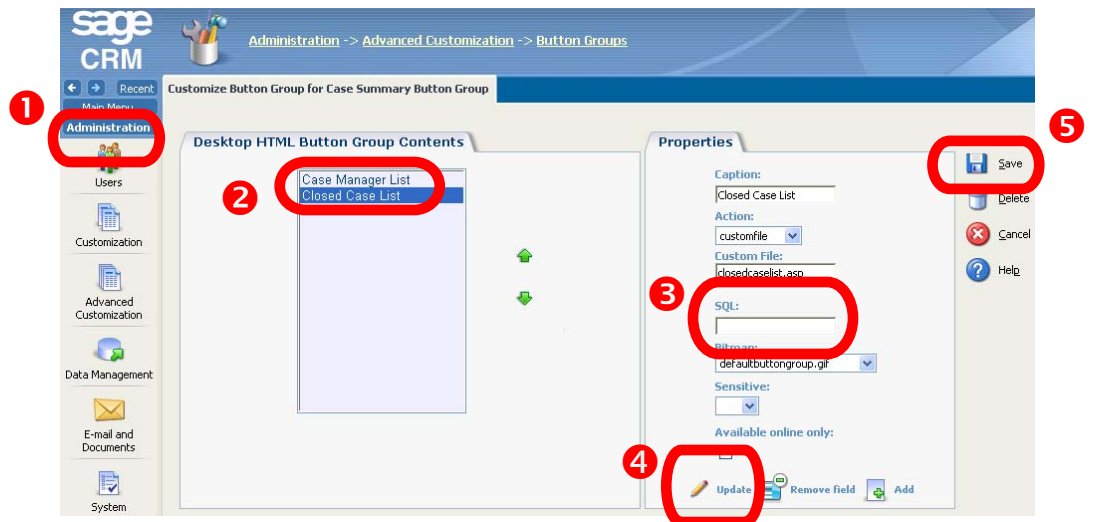 sage
CRM
Administration -> Advanced Customization -> Button Groups
Recent
Main Menu
Customize Button Group for Case Summary Button Group
1
Administration
5
Desktop HTML Button Group Contents
Properties
Users
2
Case Manager List
Closed Case List
Caption:
Closed Case List
Action:
customfile
Custom File:
closedcaselist.asp
3
SQL:
Bitmap:
defaultbuttongroup.gif
Sensitive:
Available online only:
4
Update
Remove field
Add
Save
Delete
Cancel
Help
Customization
Advanced
Customization
Data Management
E-mail and
Documents
System